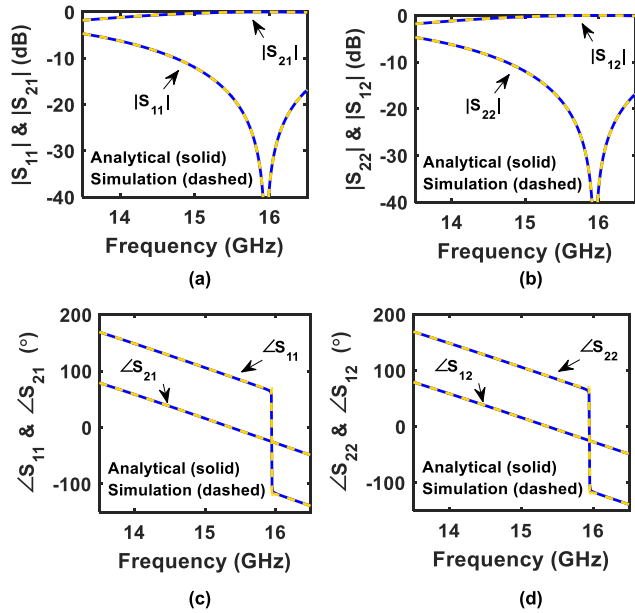 |S11| & |S21| (dB)
0
-10
-20
-30
-40
|S21|
|S11|
Analytical (solid)
Simulation (dashed)
14 15 16
Frequency (GHz)
(a)
|S22| & |S12| (dB)
0
-10
-20
-30
-40
|S12|
|S22|
Analytical (solid)
Simulation (dashed)
14 15 16
Frequency (GHz)
(b)
∠S11 & ∠S21 (°)
200
100
0
-100
∠S11
∠S21
Analytical (solid)
Simulation (dashed)
14 15 16
Frequency (GHz)
(c)
∠S22 & ∠S12 (°)
200
100
0
-100
∠S22
∠S12
Analytical (solid)
Simulation (dashed)
14 15 16
Frequency (GHz)
(d)